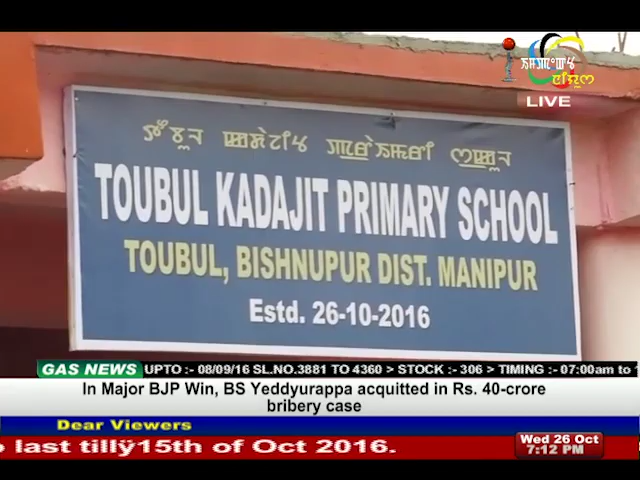 LIVE
TOUBUL KADAJIT PRIMARY SCHOOL
TOUBUL, BISHNUPUR DIST. MANIPUR
Estd. 26-10-2016
GAS NEWS UPTO :- 08/09/16 SL.NO.3881 TO 4360 > STOCK :- 306 > TIMING :- 07:00am to 1
In Major BJP Win, BS Yeddyurappa acquitted in Rs. 40-crore
bribery case
Dear Viewers
o last tillÿ15th of Oct 2016.
Wed 26 Oct
7:12 PM